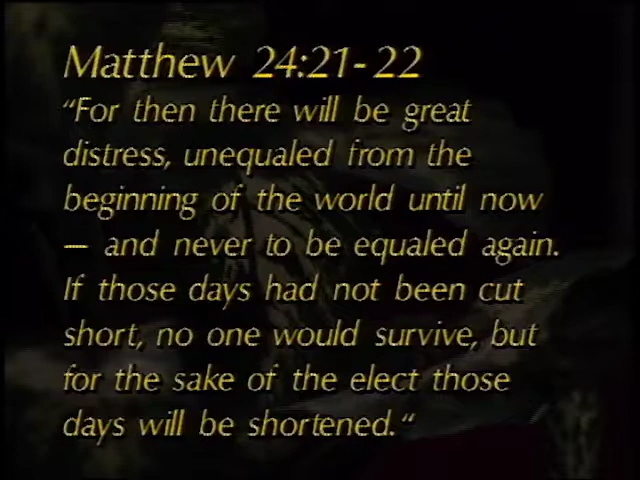 Matthew 24:21-22
“For then there will be great
distress, unequaled from the
beginning of the world until now
— and never to be equaled again.
If those days had not been cut
short, no one would survive, but
for the sake of the elect those
days will be shortened.“